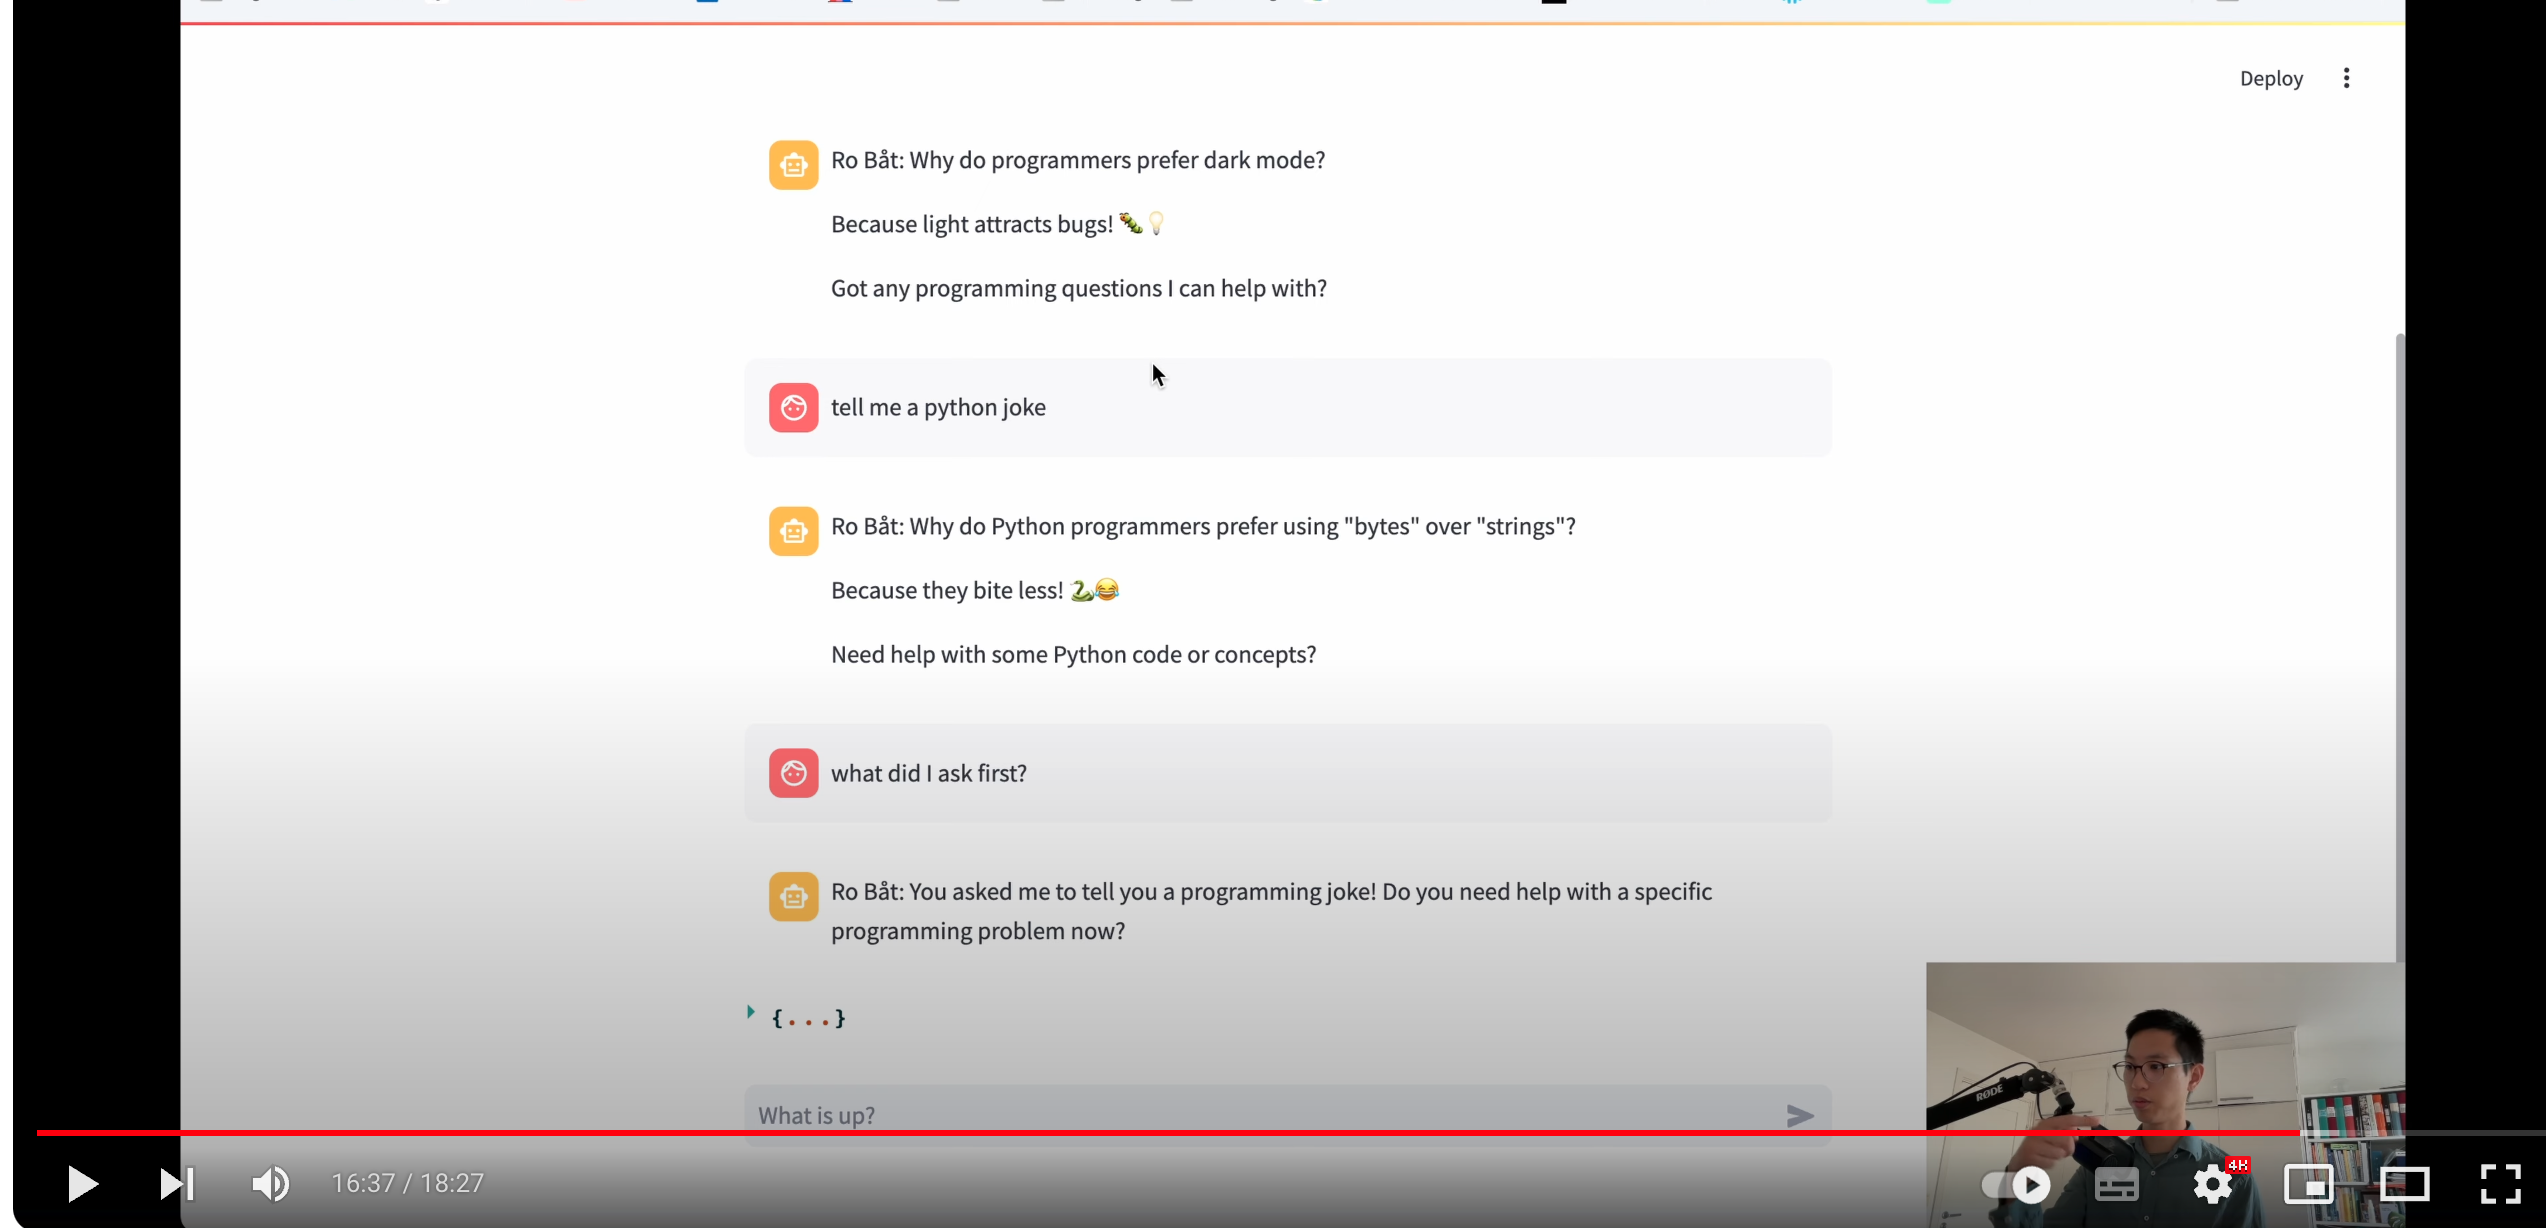 Deploy
Ro Båt: Why do programmers prefer dark mode?
Because light attracts bugs! 🐛💡
Got any programming questions I can help with?
tell me a python joke
Ro Båt: Why do Python programmers prefer using "bytes" over "strings"?
Because they bite less! 🐍😂
Need help with some Python code or concepts?
what did I ask first?
Ro Båt: You asked me to tell you a programming joke! Do you need help with a specific
programming problem now?
{...}
What is up?
RØDE
16:37 / 18:27
4K